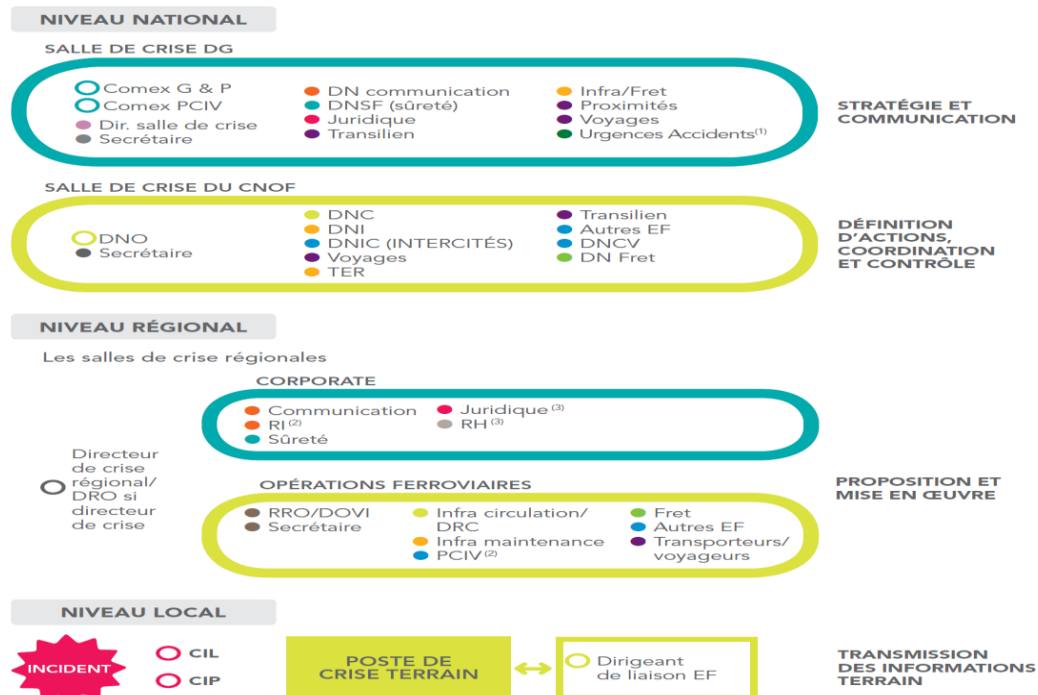 NIVEAU NATIONAL
SALLE DE CRISE DG
Comex G & P
Comex PCIV
Dir. salle de crise
Secrétaire
DN communication
DNSF (sûreté)
Juridique
Transilien
Infra/Fret
Proximités
Voyages
Urgences Accidents(1)
STRATÉGIE ET
COMMUNICATION
SALLE DE CRISE DU CNOF
DNO
Secrétaire
DNC
DNI
DNIC (INTERCITÉS)
Voyages
TER
Transilien
Autres EF
DNCV
DN Fret
DÉFINITION
D'ACTIONS,
COORDINATION
ET CONTRÔLE
NIVEAU RÉGIONAL
Les salles de crise régionales
Directeur
de crise
régional/
DRO si
directeur
de crise
CORPORATE
Communication
RI(2)
Sûreté
Juridique(3)
RH(3)
OPÉRATIONS FERROVIAIRES
RRO/DOVI
Secrétaire
Infra circulation/
DRC
Infra maintenance
PCIV(2)
Fret
Autres EF
Transporteurs/
voyageurs
PROPOSITION ET
MISE EN ŒUVRE
NIVEAU LOCAL
INCIDENT
CIL
CIP
POSTE DE
CRISE TERRAIN
Dirigeant
de liaison EF
TRANSMISSION
DES INFORMATIONS
TERRAIN